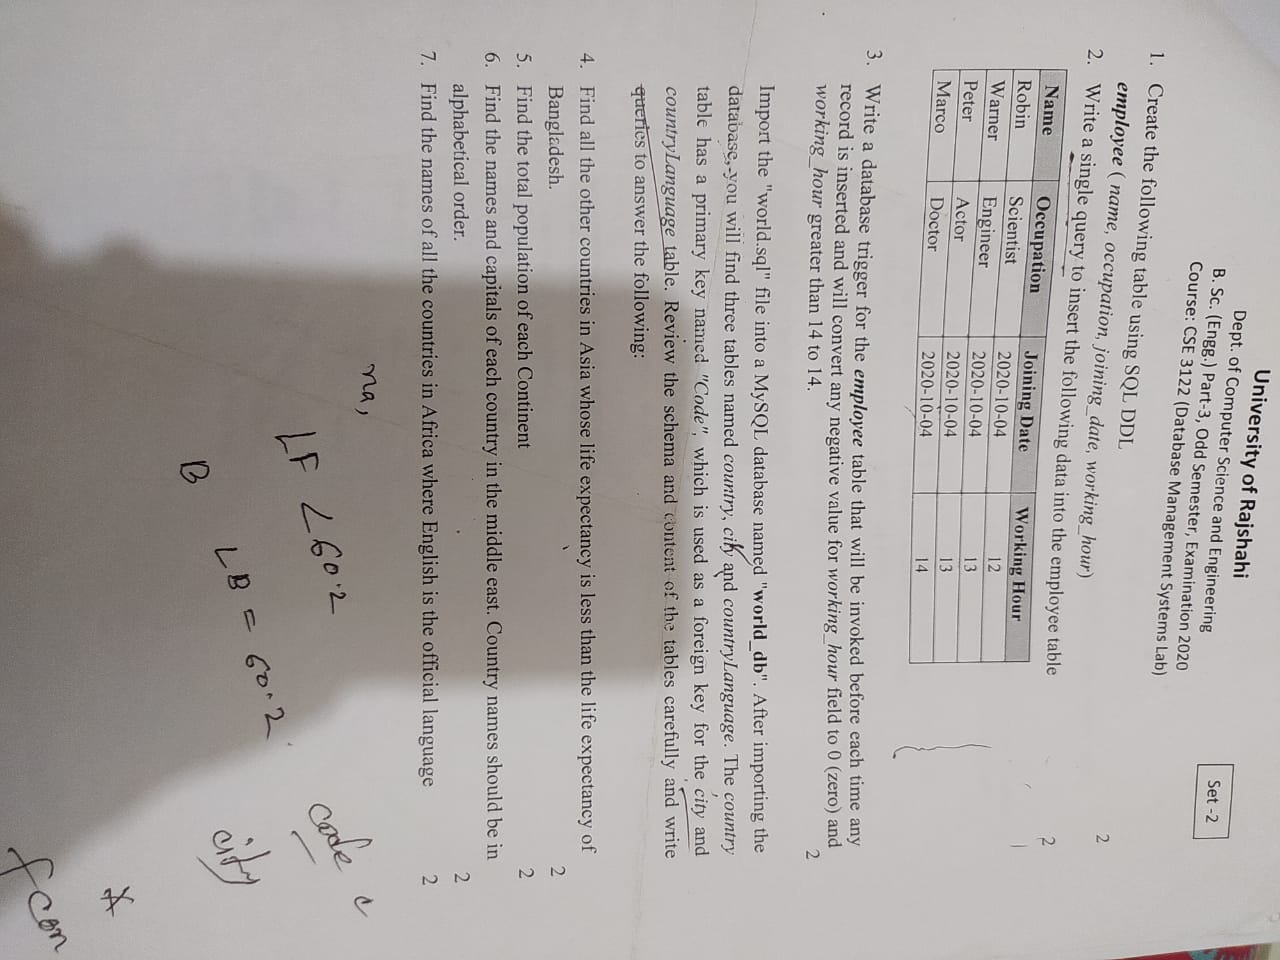 University of Rajshahi
Dept. of Computer Science and Engineering
B. Sc. (Engg.) Part-3, Odd Semester, Examination 2020
Course: CSE 3122 (Database Management Systems Lab)
Set -2
1. Create the following table using SQL DDL
employee ( name, occupation, joining_date, working_hour) 2
2. Write a single query to insert the following data into the employee table 2
Name Occupation Joining Date Working Hour
Robin Scientist 2020-10-04 12
Warner Engineer 2020-10-04 13
Peter Actor 2020-10-04 13
Marco Doctor 2020-10-04 14
3. Write a database trigger for the employee table that will be invoked before each time any
record is inserted and will convert any negative value for working_hour field to 0 (zero) and
working_hour greater than 14 to 14. 2
Import the "world.sql" file into a MySQL database named "world_db". After importing the
database, you will find three tables named country, city and countryLanguage. The country
table has a primary key named "Code", which is used as a foreign key for the city and
countryLanguage table. Review the schema and content of the tables carefully and write
queries to answer the following:
4. Find all the other countries in Asia whose life expectancy is less than the life expectancy of
Bangladesh. 2
5. Find the total population of each Continent 2
6. Find the names and capitals of each country in the middle east. Country names should be in
alphabetical order. 2
7. Find the names of all the countries in Africa where English is the official language 2
na,
code c
LF < 60.2
LB = 60.2
city
B
f con